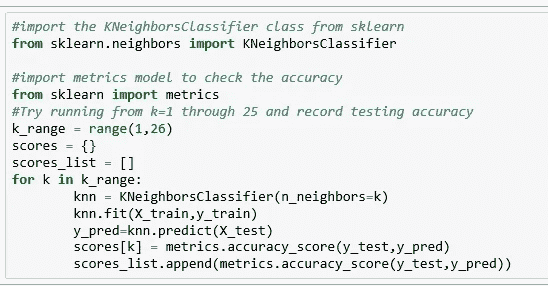 #import the KNeighborsClassifier class from sklearn
from sklearn.neighbors import KNeighborsClassifier

#import metrics model to check the accuracy
from sklearn import metrics
#Try running from k=1 through 25 and record testing accuracy
k_range = range(1,26)
scores = {}
scores_list = []
for k in k_range:
        knn = KNeighborsClassifier(n_neighbors=k)
        knn.fit(X_train,y_train)
        y_pred=knn.predict(X_test)
        scores[k] = metrics.accuracy_score(y_test,y_pred)
        scores_list.append(metrics.accuracy_score(y_test,y_pred))